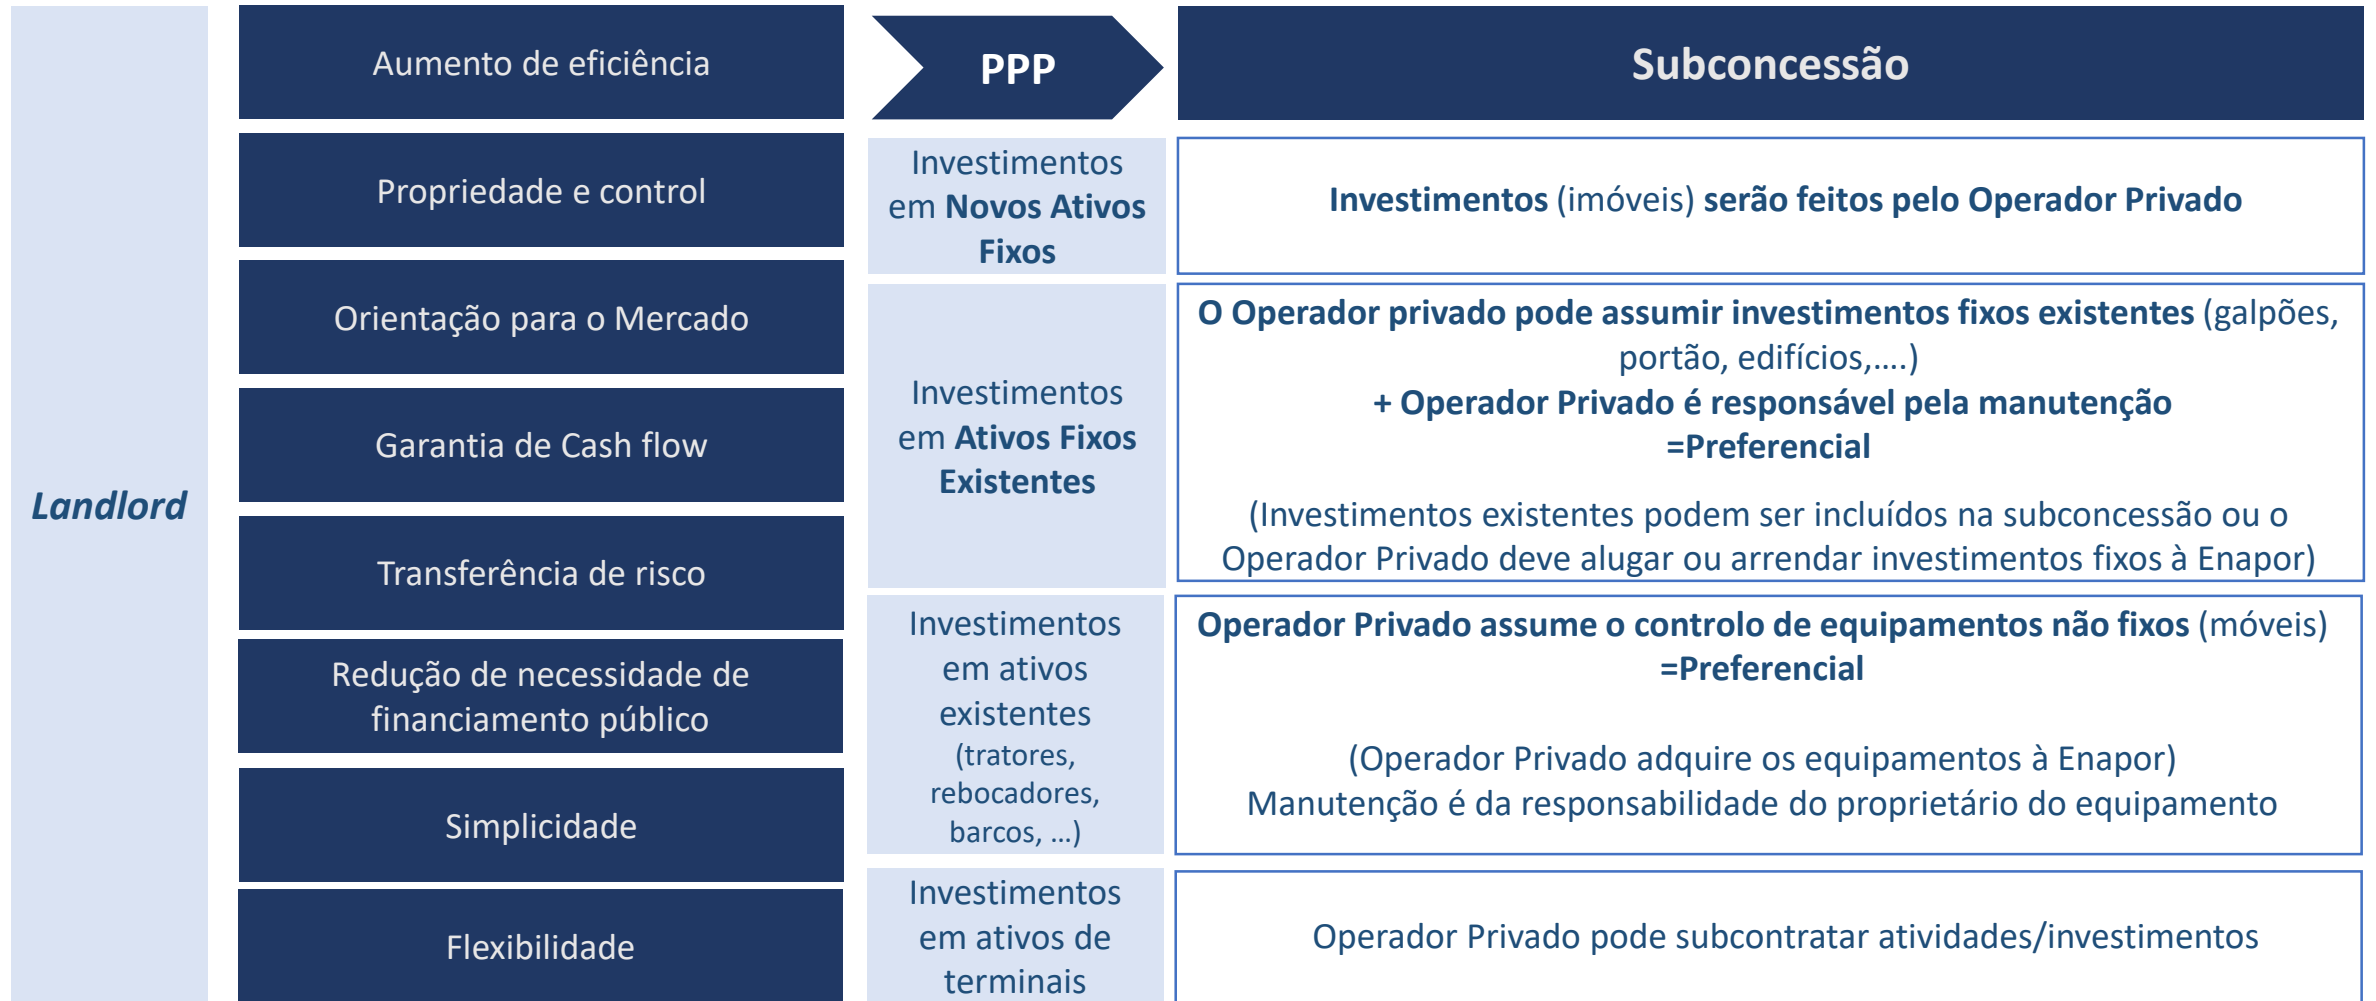 Landlord
Aumento de eficiência
Propriedade e control
Orientação para o Mercado
Garantia de Cash flow
Transferência de risco
Redução de necessidade de
financiamento público
Simplicidade
Flexibilidade
PPP
Subconcessão
Investimentos
em Novos Ativos
Fixos
Investimentos (imóveis) serão feitos pelo Operador Privado
Investimentos
em Ativos Fixos
Existentes
O Operador privado pode assumir investimentos fixos existentes (galpões,
portão, edifícios,....)
+ Operador Privado é responsável pela manutenção
=Preferencial
(Investimentos existentes podem ser incluídos na subconcessão ou o
Operador Privado deve alugar ou arrendar investimentos fixos à Enapor)
Investimentos
em ativos
existentes
(tratores,
rebocadores,
barcos, ...)
Operador Privado assume o controlo de equipamentos não fixos (móveis)
=Preferencial
(Operador Privado adquire os equipamentos à Enapor)
Manutenção é da responsabilidade do proprietário do equipamento
Investimentos
em ativos de
terminais
Operador Privado pode subcontratar atividades/investimentos